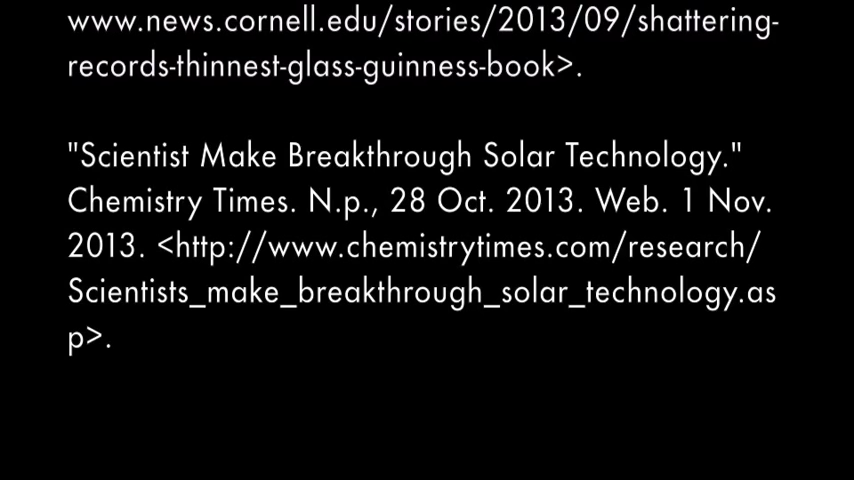 www.news.cornell.edu/stories/2013/09/shattering-
records-thinnest-glass-guinness-book>.
"Scientist Make Breakthrough Solar Technology."
Chemistry Times. N.p., 28 Oct. 2013. Web. 1 Nov.
2013. <http://www.chemistrytimes.com/research/
Scientists_make_breakthrough_solar_technology.as
p>.